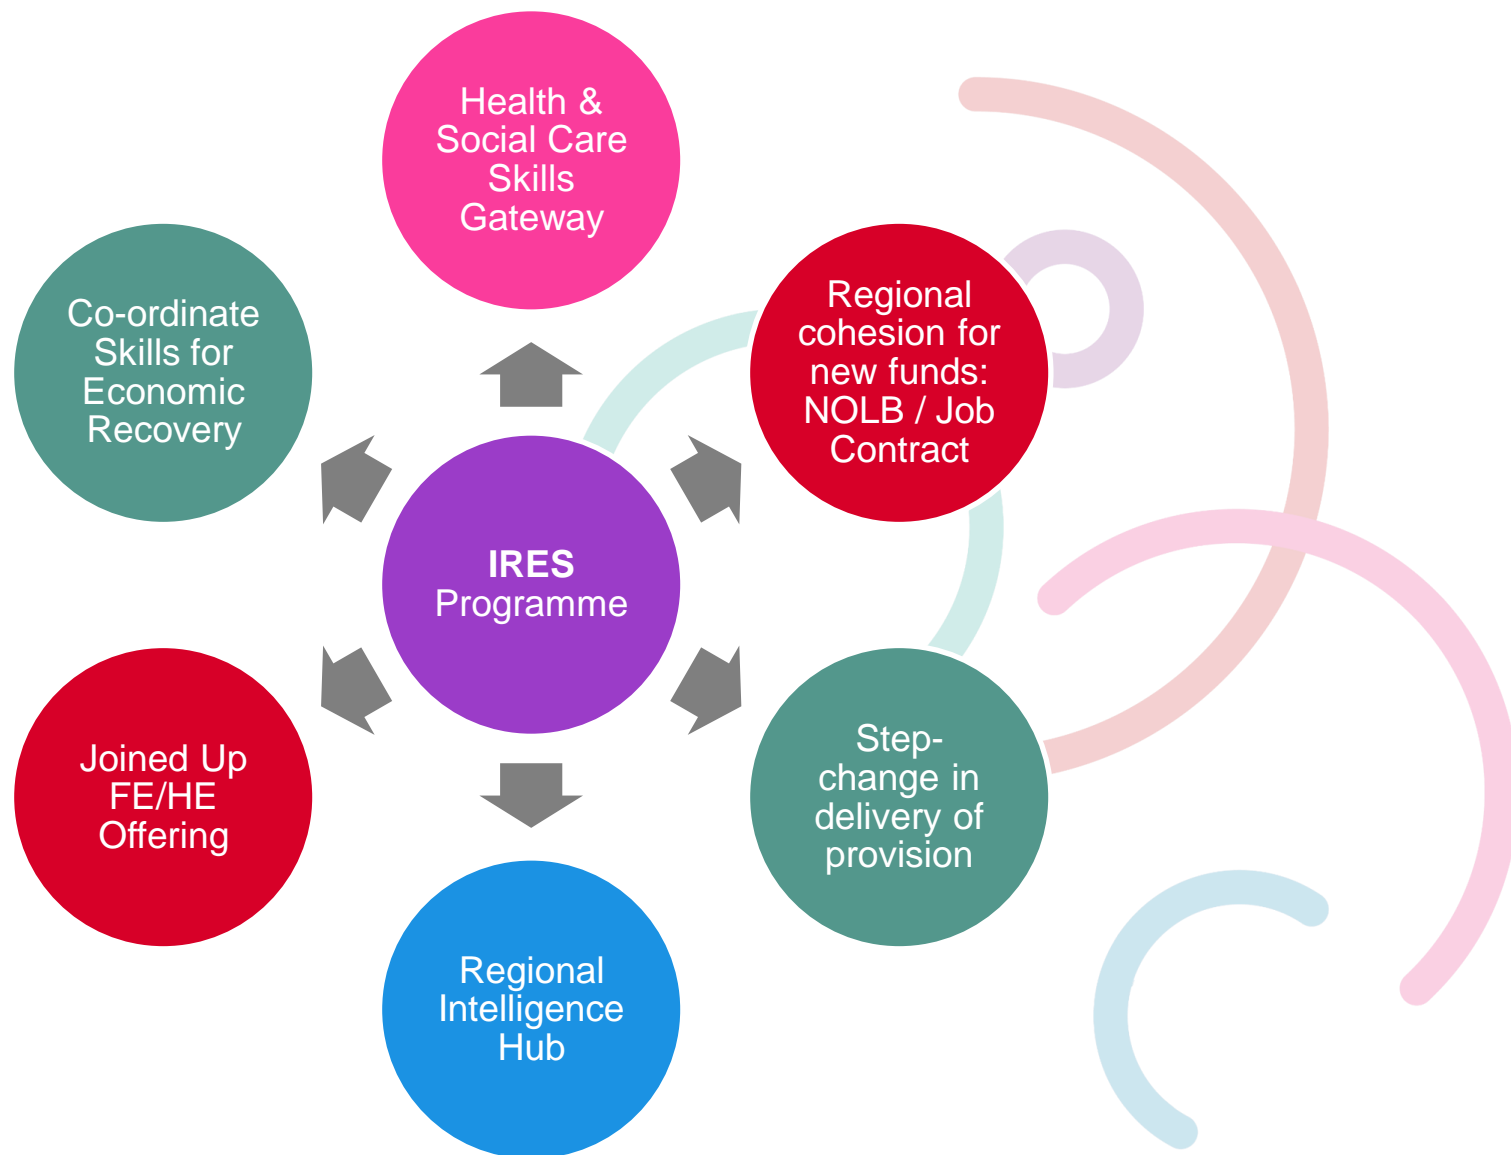 Health &
Social Care
Skills
Gateway
Regional
cohesion for
new funds:
NOLB / Job
Contract
Step-
change in
delivery of
provision
Regional
Intelligence
Hub
Joined Up
FE/HE
Offering
Co-ordinate
Skills for
Economic
Recovery
IRES
Programme